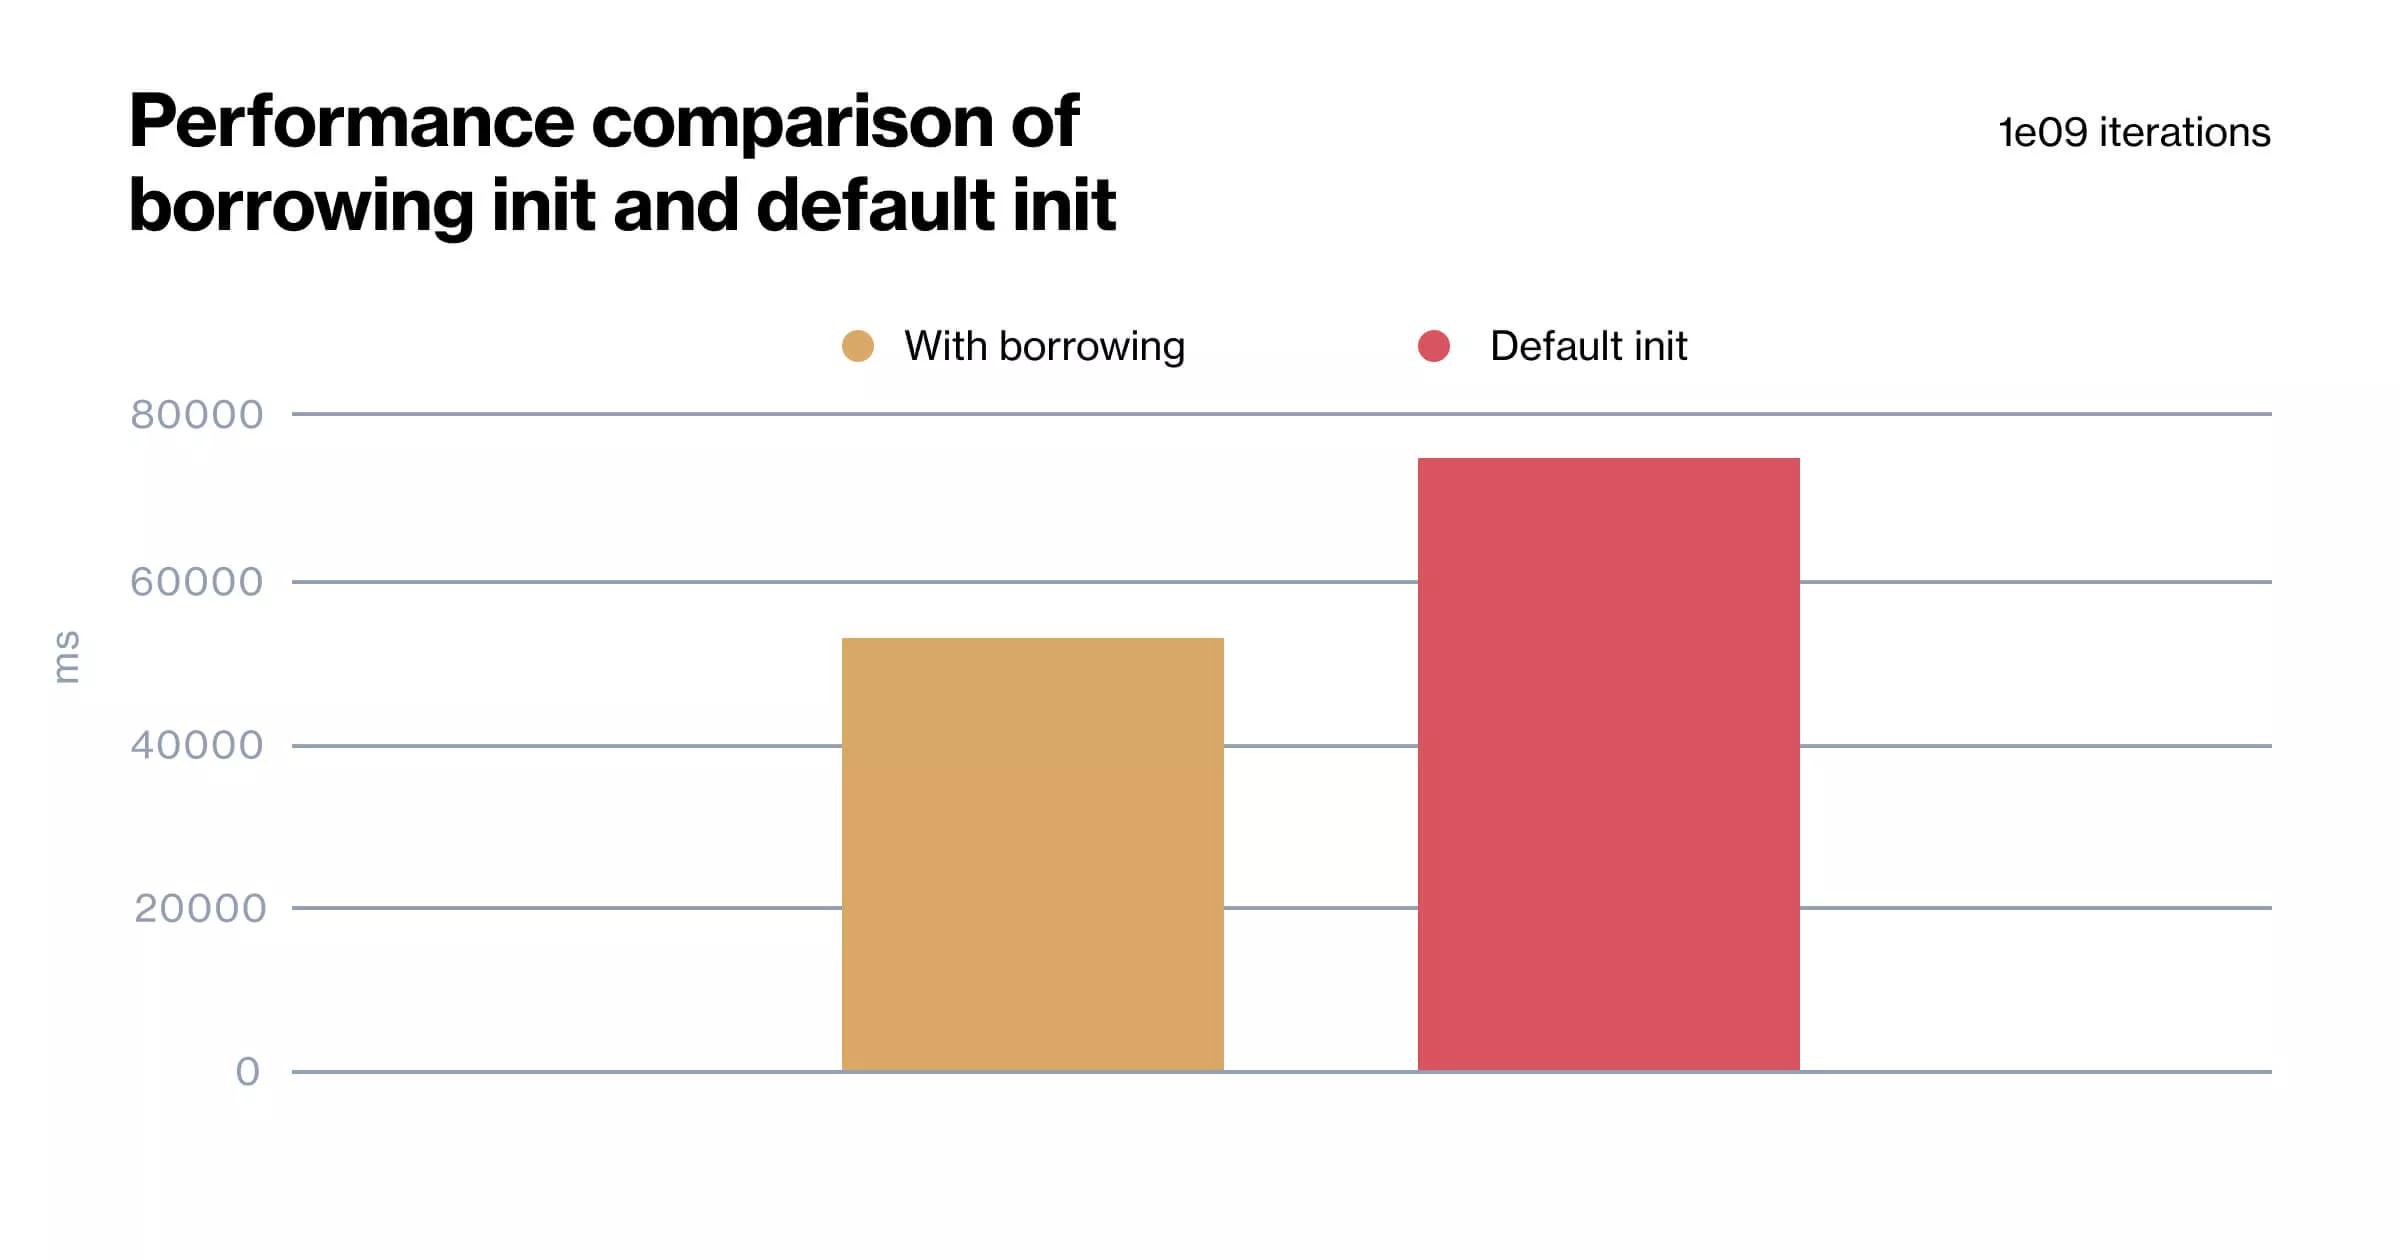 Performance comparison of
borrowing init and default init
1e09 iterations
With borrowing
Default init
80000
60000
ms
40000
20000
0